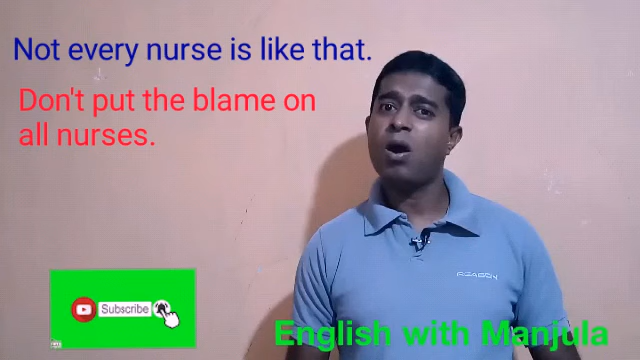 Not every nurse is like that.
Don't put the blame on
all nurses.
Subscribe
English with Manjula